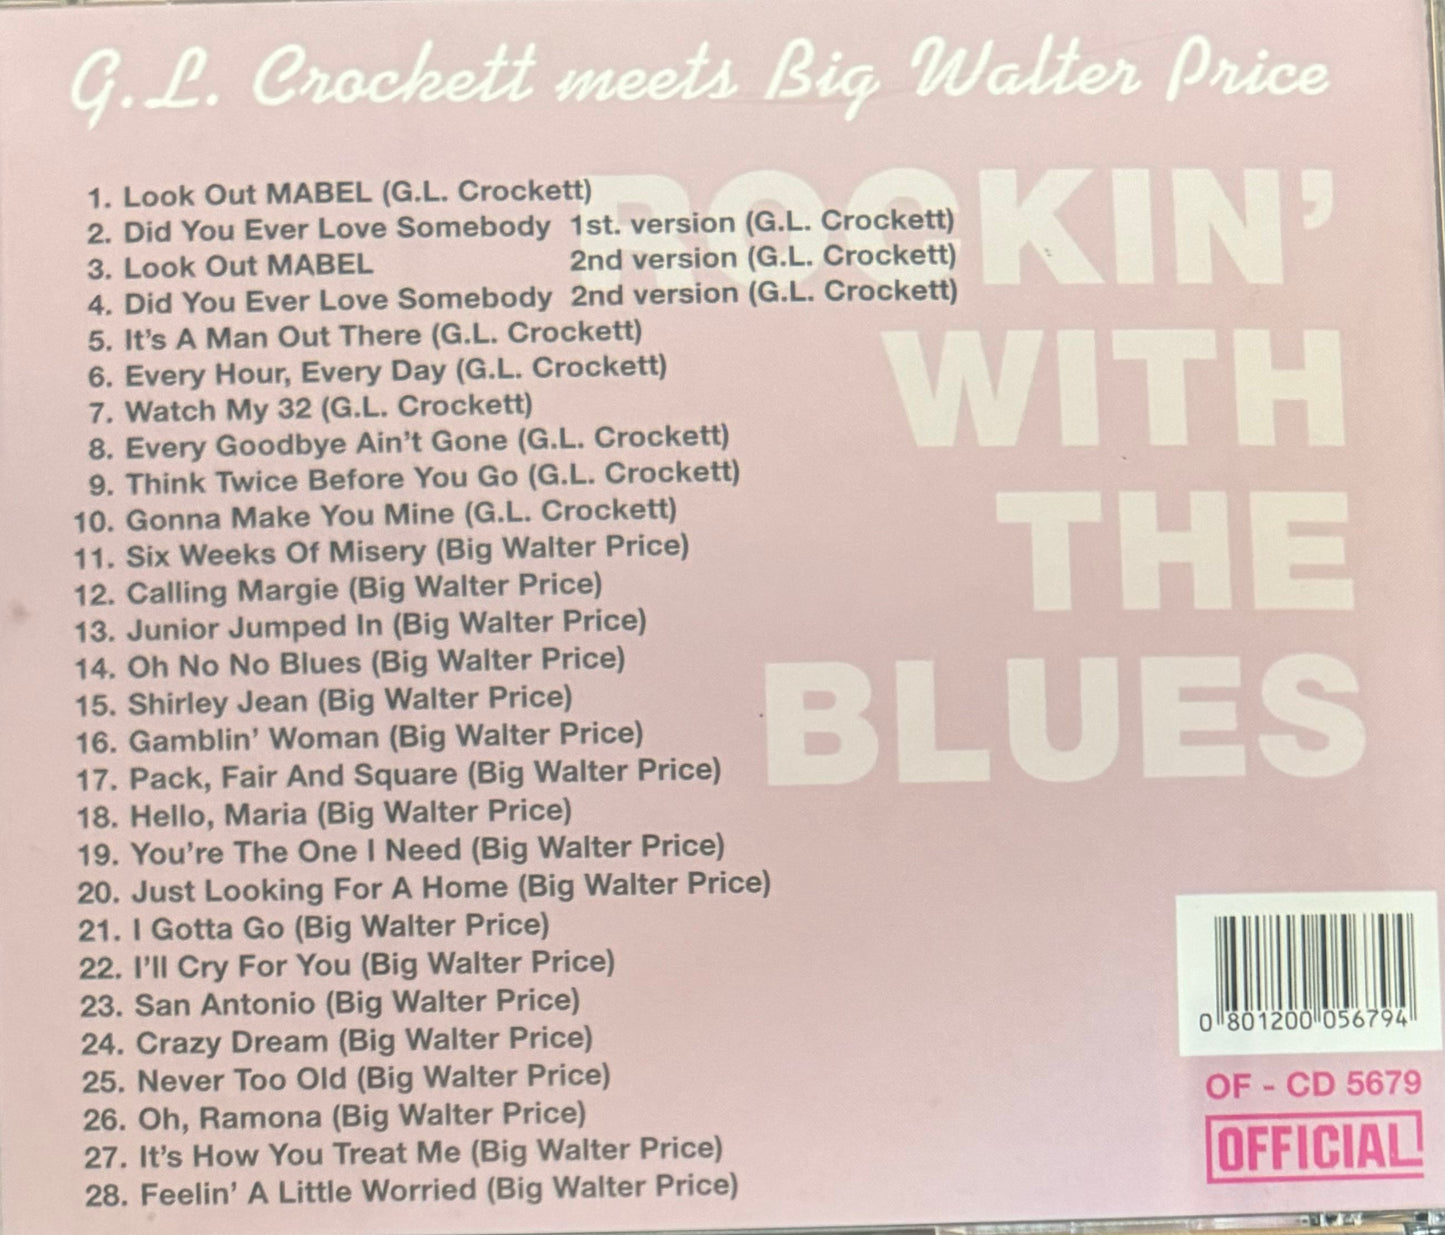 G.L. Crockett meets Big Walter Price
ROCKIN'
WITH
THE
BLUES
1. Look Out MABEL (G.L. Crockett)
2. Did You Ever Love Somebody 1st. version (G.L. Crockett)
3. Look Out MABEL 2nd version (G.L. Crockett)
4. Did You Ever Love Somebody 2nd version (G.L. Crockett)
5. It's A Man Out There (G.L. Crockett)
6. Every Hour, Every Day (G.L. Crockett)
7. Watch My 32 (G.L. Crockett)
8. Every Goodbye Ain't Gone (G.L. Crockett)
9. Think Twice Before You Go (G.L. Crockett)
10. Gonna Make You Mine (G.L. Crockett)
11. Six Weeks Of Misery (Big Walter Price)
12. Calling Margie (Big Walter Price)
13. Junior Jumped In (Big Walter Price)
14. Oh No No Blues (Big Walter Price)
15. Shirley Jean (Big Walter Price)
16. Gamblin' Woman (Big Walter Price)
17. Pack, Fair And Square (Big Walter Price)
18. Hello, Maria (Big Walter Price)
19. You're The One I Need (Big Walter Price)
20. Just Looking For A Home (Big Walter Price)
21. I Gotta Go (Big Walter Price)
22. I'll Cry For You (Big Walter Price)
23. San Antonio (Big Walter Price)
24. Crazy Dream (Big Walter Price)
25. Never Too Old (Big Walter Price)
26. Oh, Ramona (Big Walter Price)
27. It's How You Treat Me (Big Walter Price)
28. Feelin' A Little Worried (Big Walter Price)
0 801200 056794
OF - CD 5679
OFFICIAL!